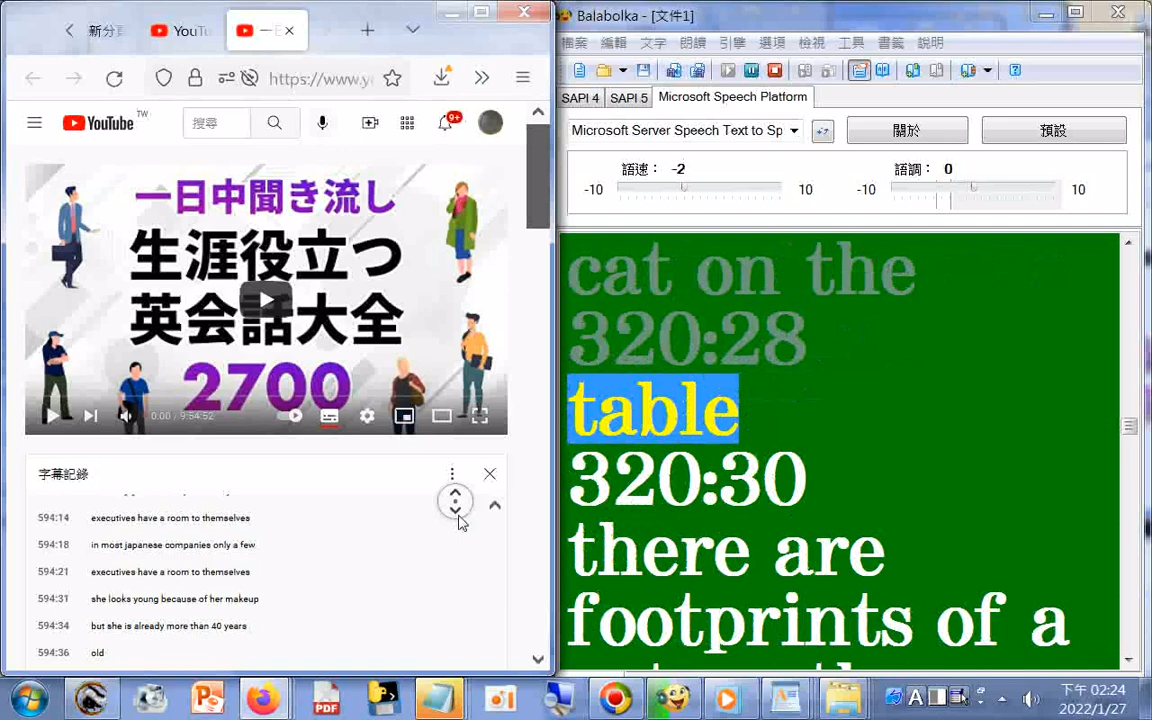 新分
YouTu
一E
https://www.y
YouTube TW
搜尋
9+
一日中聞き流し
生涯役立つ
英会話大全
2700
0:00 / 9:54:52
字幕記錄
594:14 executives have a room to themselves
594:18 in most japanese companies only a few
594:21 executives have a room to themselves
594:31 she looks young because of her makeup
594:34 but she is already more than 40 years
594:36 old
Balabolka - [文件1]
檔案 編輯 文字 朗讀 引擎 選項 檢視 工具 書籤 說明
SAPI 4 SAPI 5 Microsoft Speech Platform
Microsoft Server Speech Text to Sp
關於 預設
語速： -2 語調： 0
-10 10 -10 10
cat on the
320:28
table
320:30
there are
footprints of a
PDF
A
下午 02:24
2022/1/27